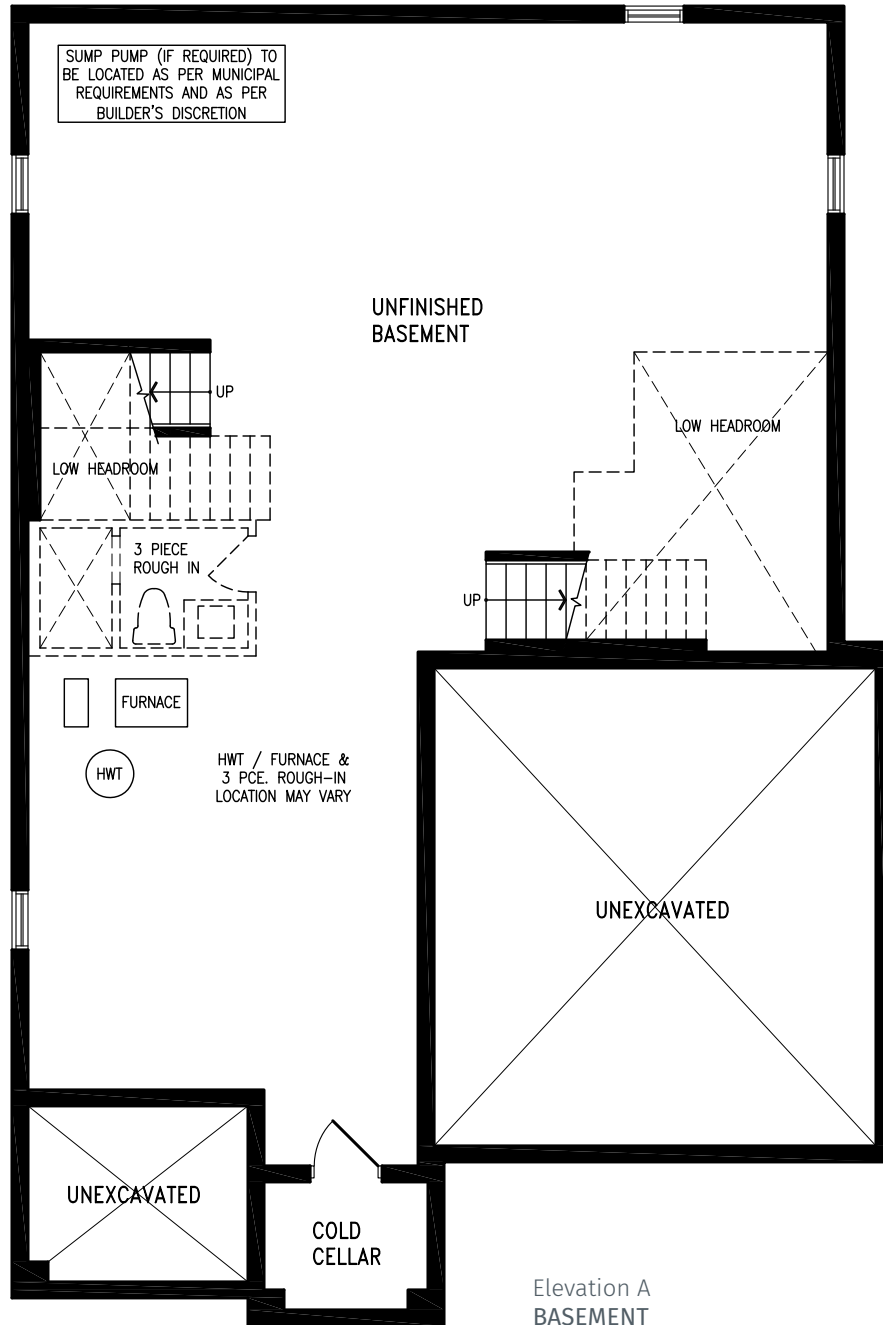 SUMP PUMP (IF REQUIRED) TO
BE LOCATED AS PER MUNICIPAL
REQUIREMENTS AND AS PER
BUILDER'S DISCRETION
UNFINISHED
BASEMENT
UP
LOW HEADROOM
LOW HEADROOM
3 PIECE
ROUGH IN
UP
FURNACE
HWT
HWT / FURNACE &
3 PCE. ROUGH-IN
LOCATION MAY VARY
UNEXCAVATED
UNEXCAVATED
COLD
CELLAR
Elevation A
BASEMENT